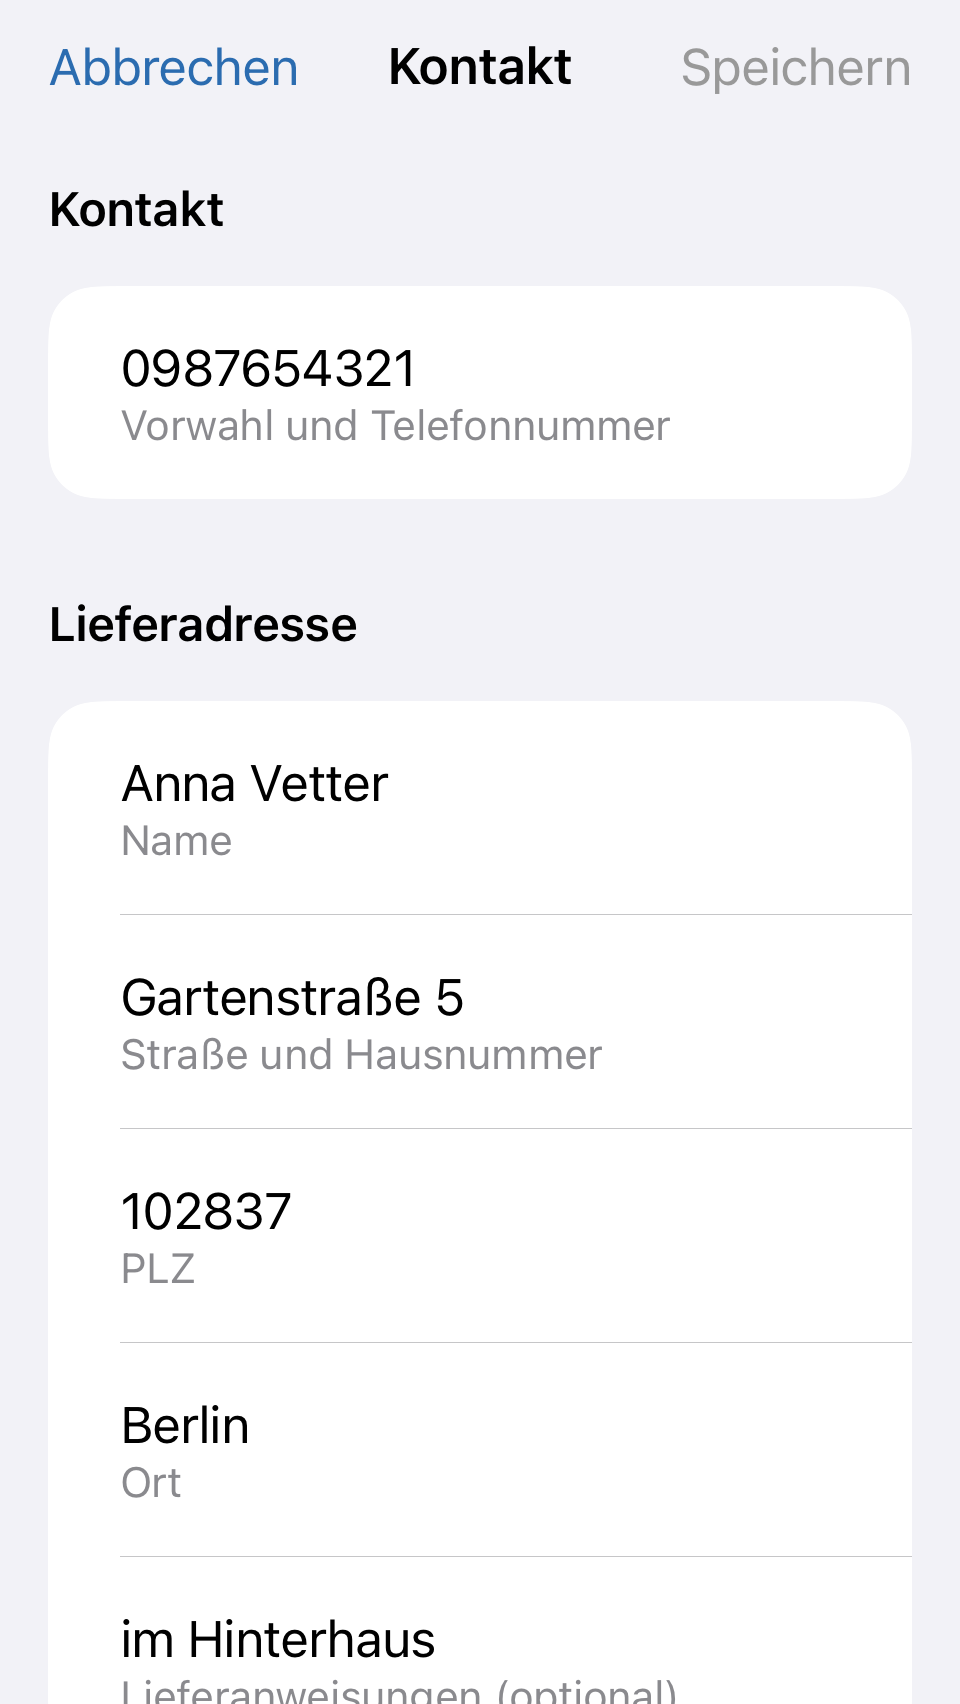 Abbrechen Kontakt Speichern
Kontakt
0987654321
Vorwahl und Telefonnummer
Lieferadresse
Anna Vetter
Name
Gartenstraße 5
Straße und Hausnummer
102837
PLZ
Berlin
Ort
im Hinterhaus
Lieferanweisungen (optional)